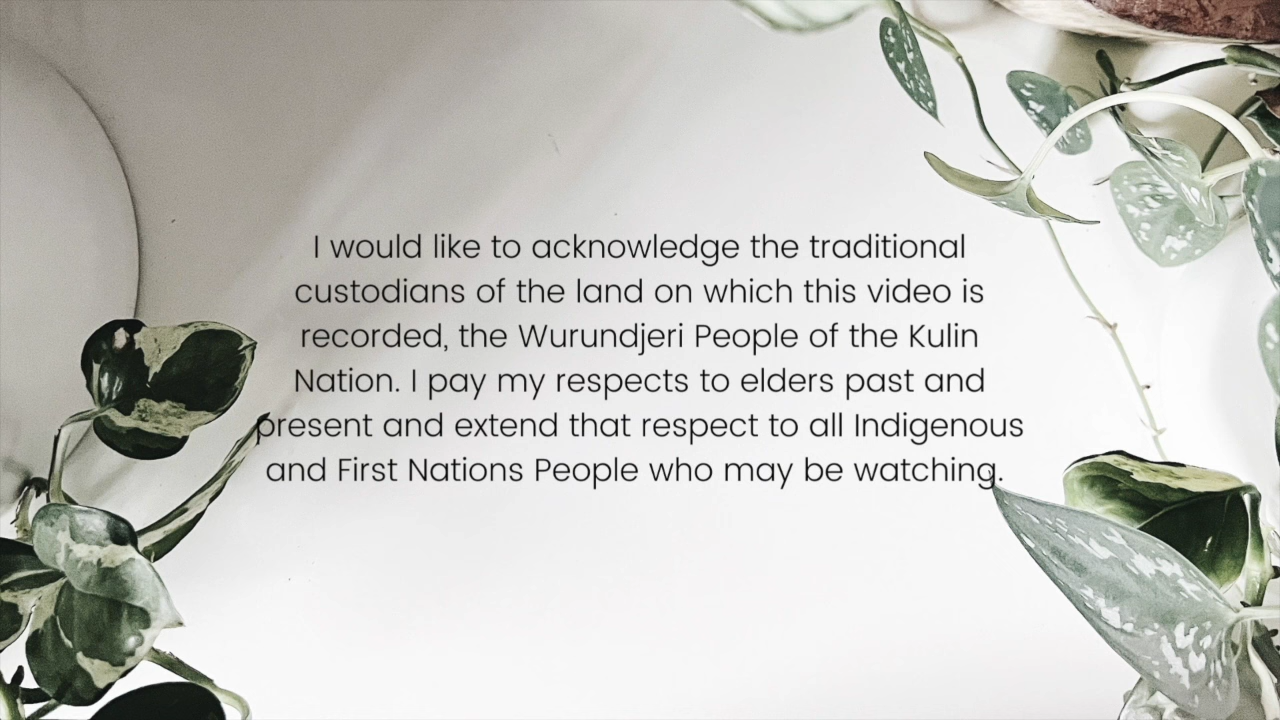 I would like to acknowledge the traditional
custodians of the land on which this video is
recorded, the Wurundjeri People of the Kulin
Nation. I pay my respects to elders past and
present and extend that respect to all Indigenous
and First Nations People who may be watching.